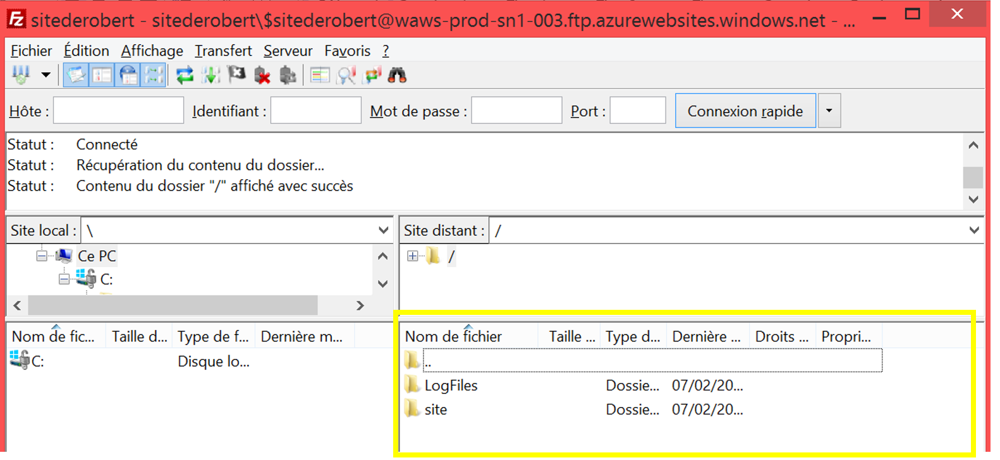 sitederobert - sitederobert\$sitederobert@waws-prod-sn1-003.ftp.azurewebsites.windows.net - ...
Fichier Édition Affichage Transfert Serveur Favoris ?
Hôte : Identifiant : Mot de passe : Port : Connexion rapide
Statut : Connecté
Statut : Récupération du contenu du dossier...
Statut : Contenu du dossier "/" affiché avec succès
Site local : \
Site distant : /
Ce PC
C:
/
Nom de fic... Taille d... Type de f... Dernière m...
C: Disque lo...
Nom de fichier Taille ... Type d... Dernière ... Droits ... Propri...
..
LogFiles Dossie... 07/02/20...
site Dossie... 07/02/20...